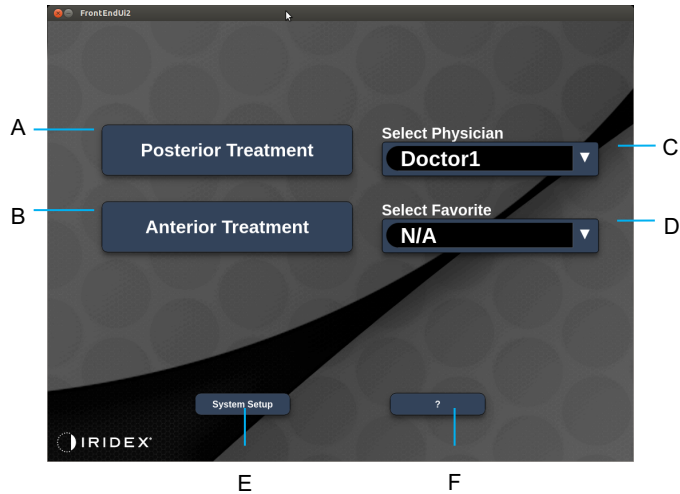 FrontEndUi2
A
Posterior Treatment
Select Physician
Doctor1
C
B
Anterior Treatment
Select Favorite
N/A
D
System Setup
?
IRIDEX
E
F